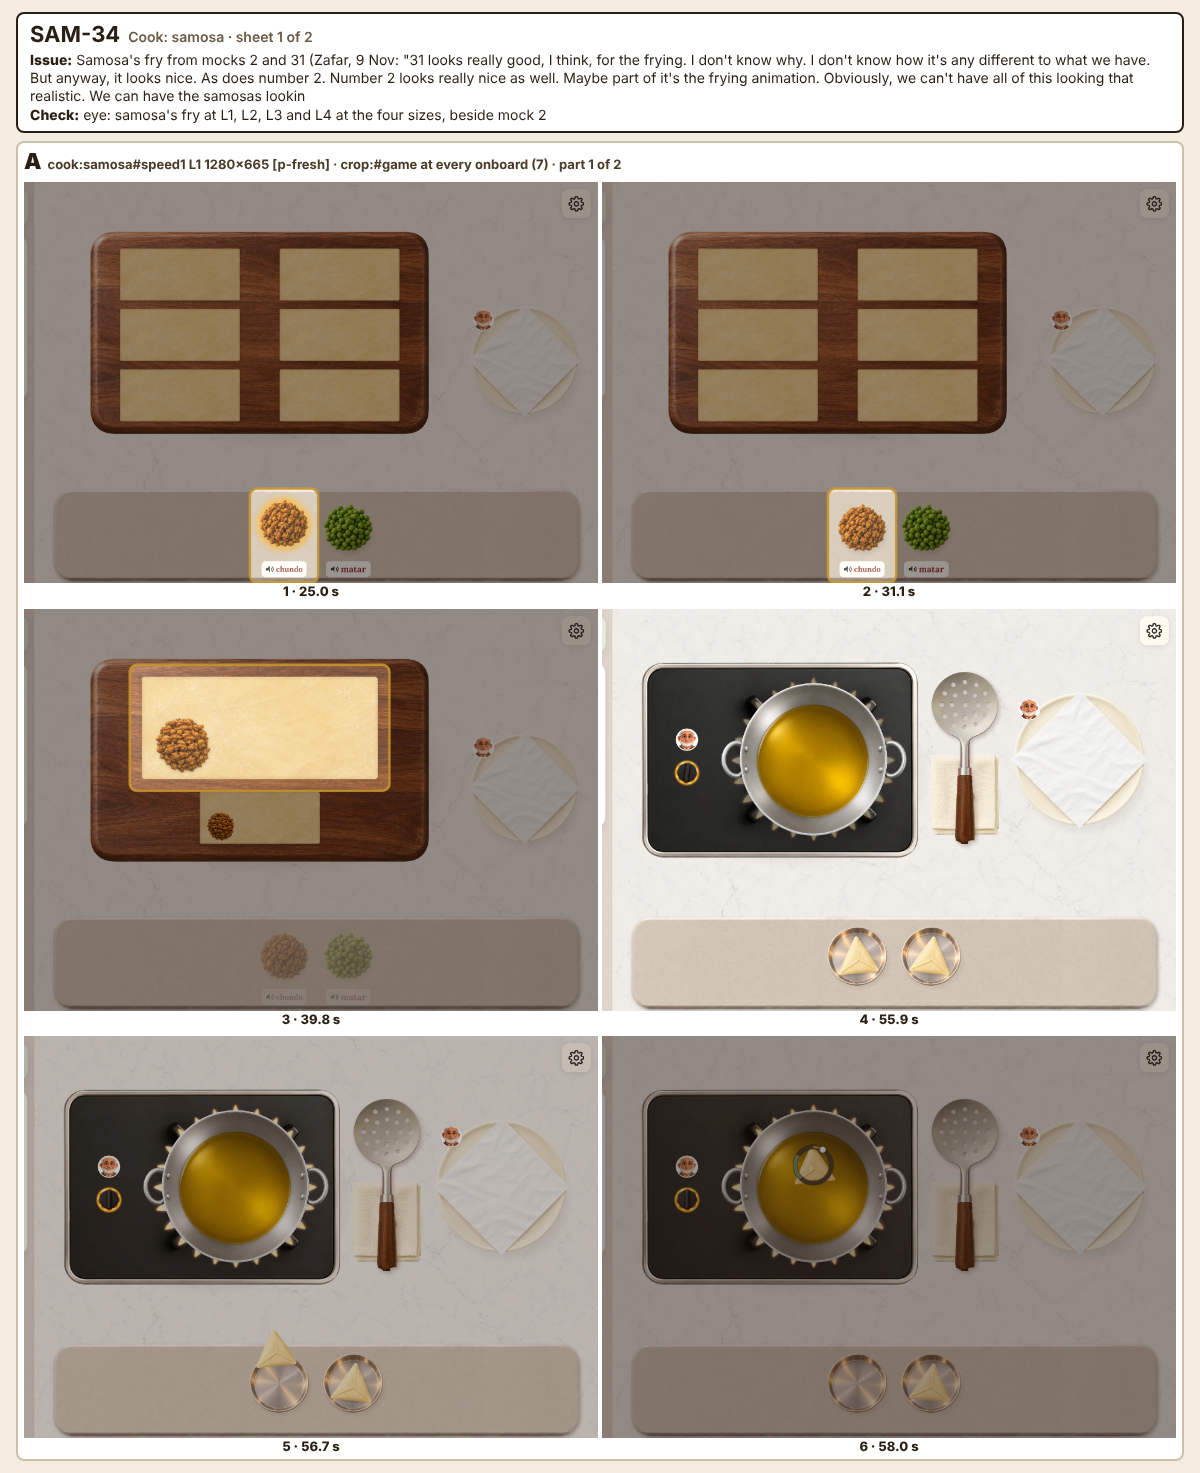 SAM-34 Cook: samosa · sheet 1 of 2
Issue: Samosa's fry from mocks 2 and 31 (Zafar, 9 Nov: "31 looks really good, I think, for the frying. I don't know why. I don't know how it's any different to what we have.
But anyway, it looks nice. As does number 2. Number 2 looks really nice as well. Maybe part of it's the frying animation. Obviously, we can't have all of this looking that
realistic. We can have the samosas lookin
Check: eye: samosa's fry at L1, L2, L3 and L4 at the four sizes, beside mock 2
A cook:samosa#speed1 L1 1280×665 [p-fresh] · crop:#game at every onboard (7) · part 1 of 2
chundo matar
chundo matar
1 · 25.0 s
2 · 31.1 s
chundo matar
3 · 39.8 s
4 · 55.9 s
5 · 56.7 s
6 · 58.0 s